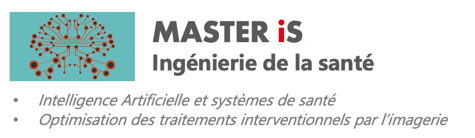 MASTER iS
Ingénierie de la santé
• Intelligence Artificielle et systèmes de santé
• Optimisation des traitements interventionnels par l’imagerie